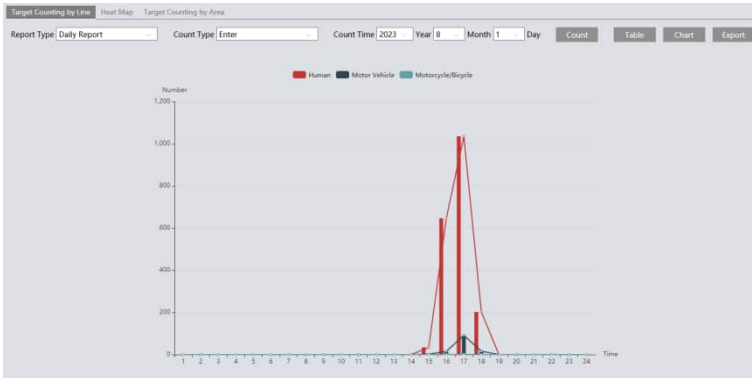 Target Counting by Line Heat Map Target Counting by Area
Report Type Daily Report Count Type Enter Count Time 2023 Year 8 Month 1 Day Count Table Chart Export
Human Motor Vehicle Motorcycle/Bicycle
Number
1,200
1,000
800
600
400
200
0
1 2 3 4 5 6 7 8 9 10 11 12 13 14 15 16 17 18 19 20 21 22 23 24 Time